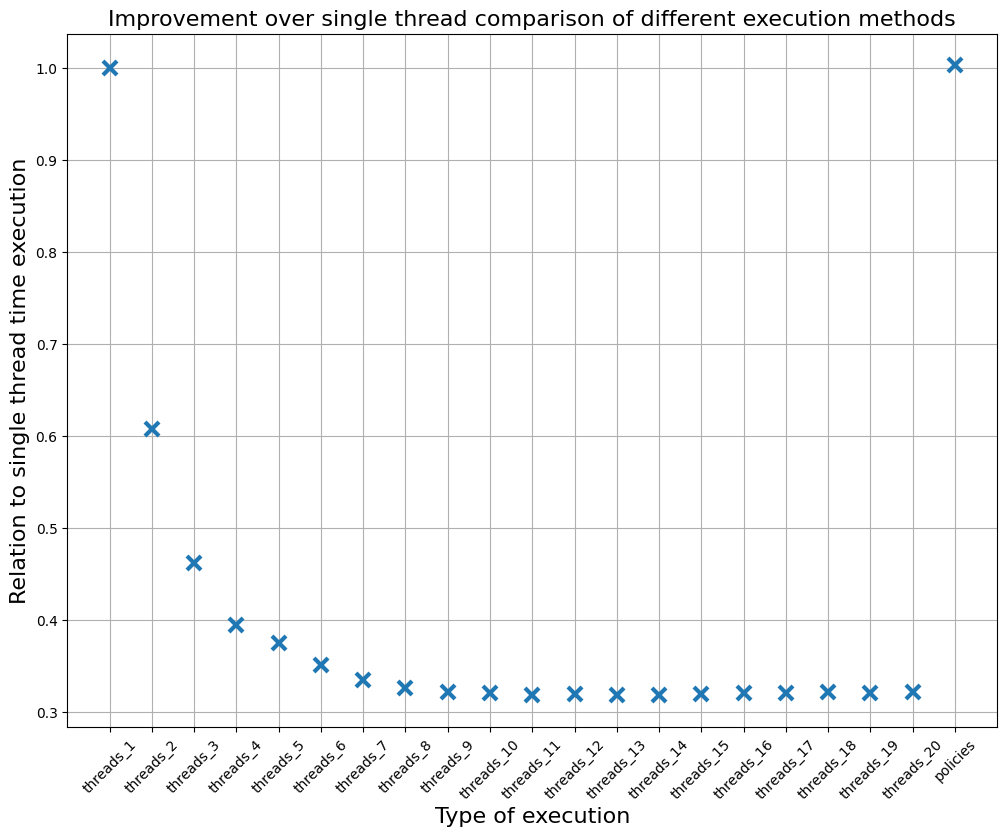 Improvement over single thread comparison of different execution methods
Relation to single thread time execution
1.0
0.9
0.8
0.7
0.6
0.5
0.4
0.3
threads_1
threads_2
threads_3
threads_4
threads_5
threads_6
threads_7
threads_8
threads_9
threads_10
threads_11
threads_12
threads_13
threads_14
threads_15
threads_16
threads_17
threads_18
threads_19
threads_20
policies
Type of execution